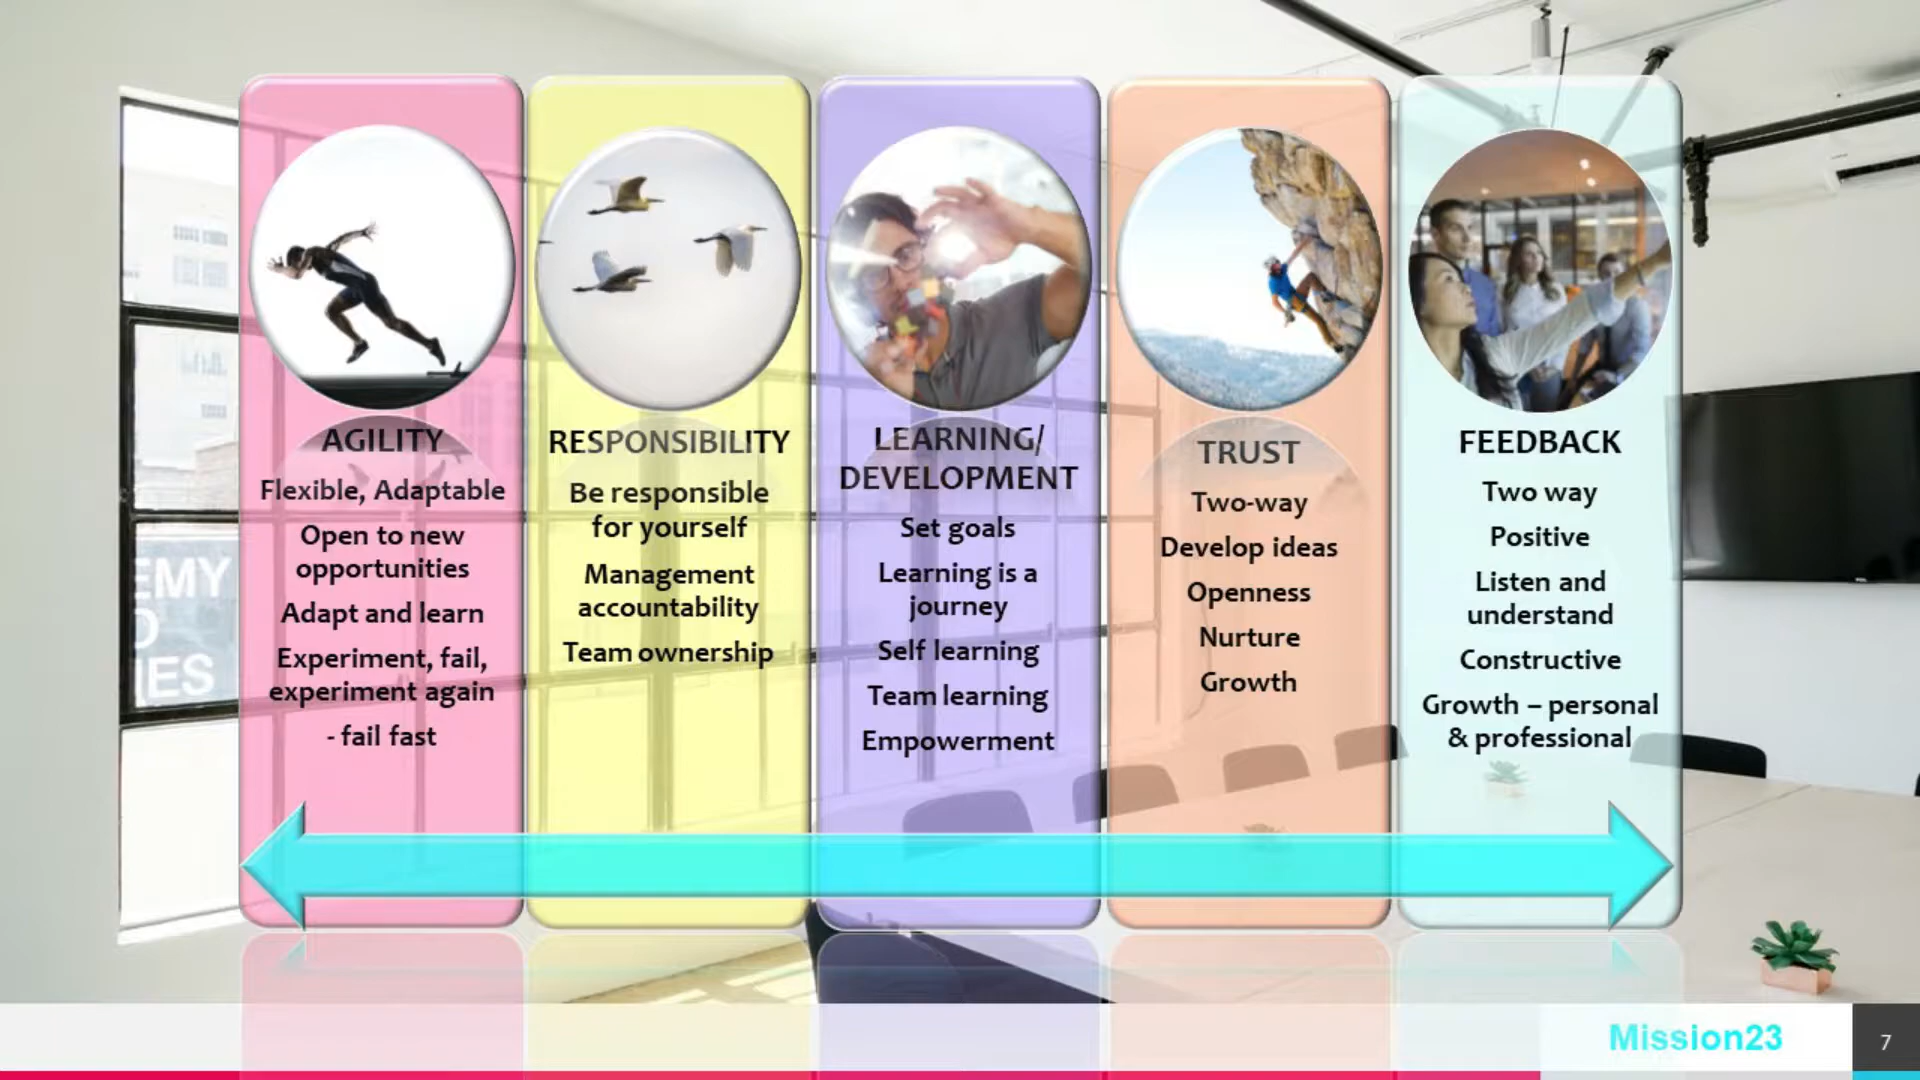 AGILITY
Flexible, Adaptable
Open to new
opportunities
Adapt and learn
Experiment, fail,
experiment again
- fail fast
RESPONSIBILITY
Be responsible
for yourself
Management
accountability
Team ownership
LEARNING/
DEVELOPMENT
Set goals
Learning is a
journey
Self learning
Team learning
Empowerment
TRUST
Two-way
Develop ideas
Openness
Nurture
Growth
FEEDBACK
Two way
Positive
Listen and
understand
Constructive
Growth – personal
& professional
EMY
IES
Mission23
7